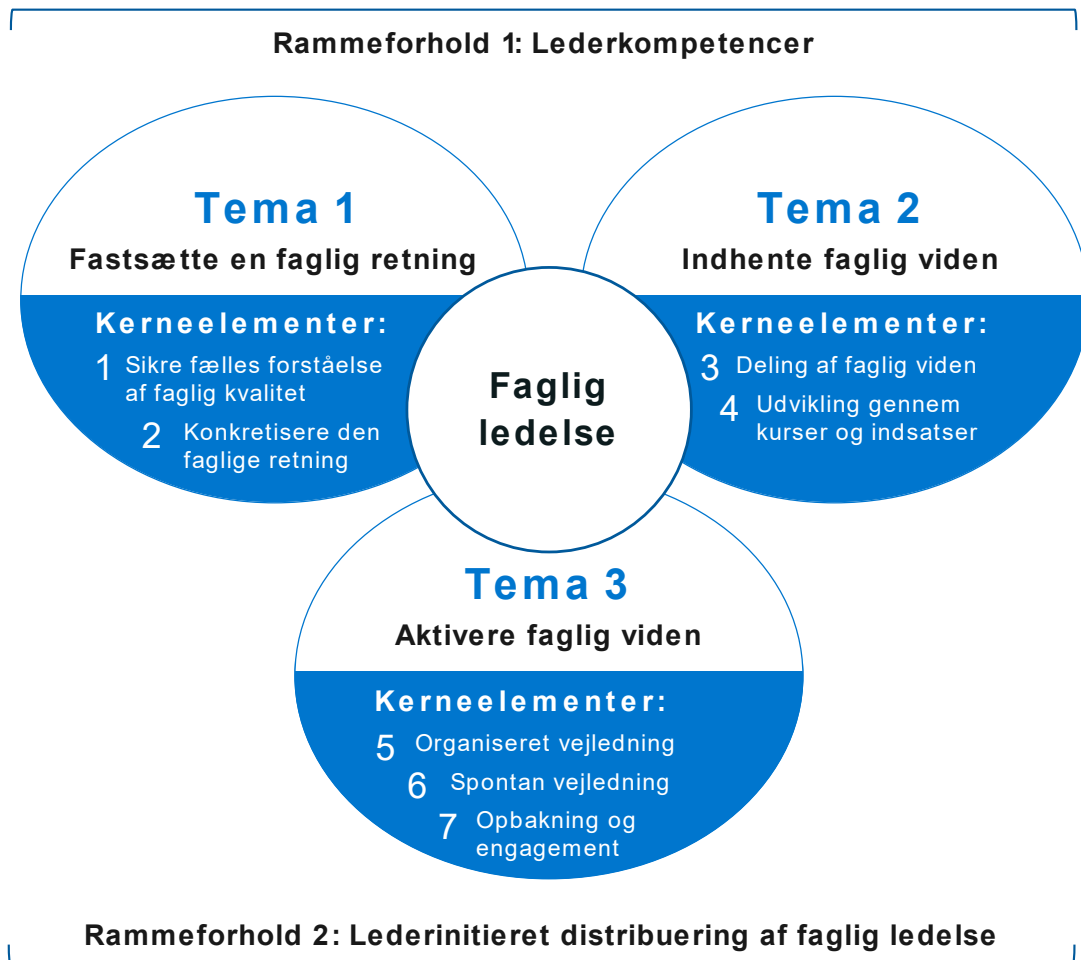 Rammeforhold 1: Lederkompetencer
Tema 1
Fastsætte en faglig retning
Kerneelementer:
1 Sikre fælles forståelse
af faglig kvalitet
2 Konkretisere den
faglige retning
Tema 2
Indhente faglig viden
Kerneelementer:
3 Deling af faglig viden
4 Udvikling gennem
kurser og indsatser
Faglig
ledelse
Tema 3
Aktivere faglig viden
Kerneelementer:
5 Organiseret vejledning
6 Spontan vejledning
7 Opbakning og
engagement
Rammeforhold 2: Lederinitieret distribuering af faglig ledelse